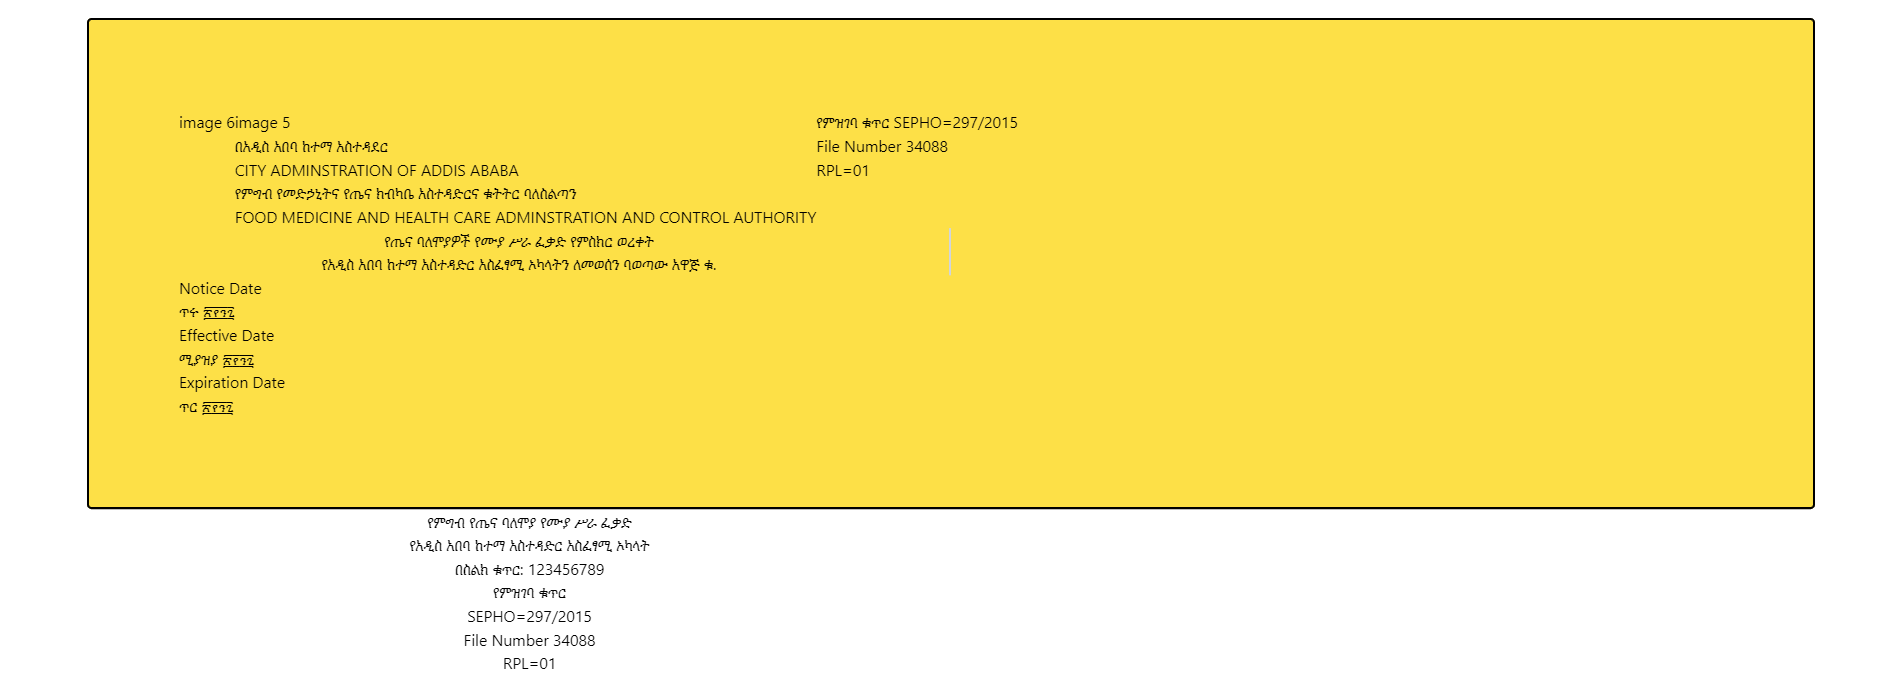 image 6image 5
በአዲስ አበባ ከተማ አስተዳደር
CITY ADMINSTRATION OF ADDIS ABABA
የምግብ የመድኃኒትና የጤና ክብካቤ አስተዳድርና ቁትትር ባለስልጣን
FOOD MEDICINE AND HEALTH CARE ADMINSTRATION AND CONTROL AUTHORITY
የምዝገባ ቁጥር SEPHO=297/2015
File Number 34088
RPL=01
የጤና ባለሞያዎች የሙያ ሥራ ፈቃድ የምስክር ወረቀት
የአዲስ አበባ ከተማ አስተዳድር አስፈፃሚ አካላትን ለመወሰን ባወጣው አዋጅ ቁ.
Notice Date
ጥሩ
Effective Date
ሚያዝያ
Expiration Date
ጥር
የምግብ የጤና ባለሞያ የሙያ ሥራ ፈቃድ
የአዲስ አበባ ከተማ አስተዳድር አስፈፃሚ አካላት
በስልክ ቁጥር: 123456789
የምዝገባ ቁጥር
SEPHO=297/2015
File Number 34088
RPL=01